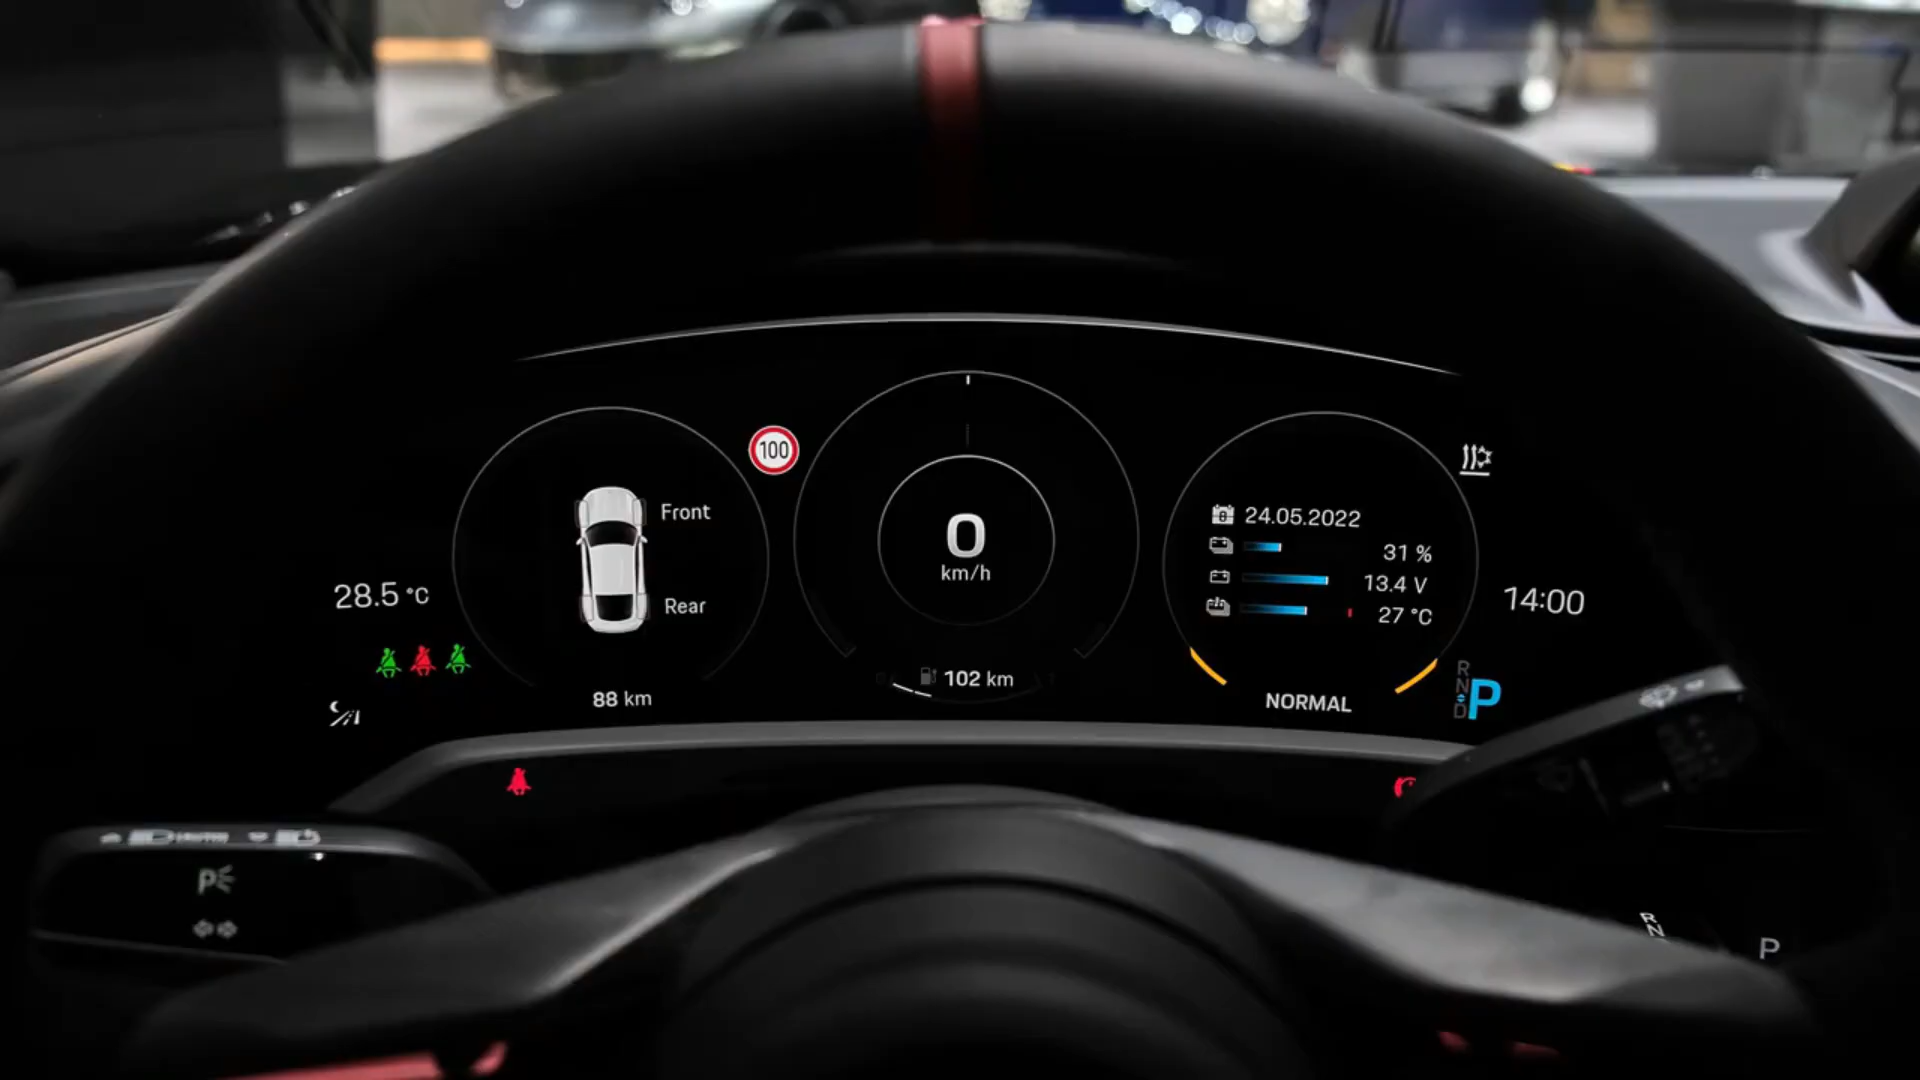 100
Front
24.05.2022
0
km/h
31 %
13.4 V
28.5 °C
Rear
27 °C
14:00
102 km
88 km
NORMAL
R
N
D
P
P
R
N
P